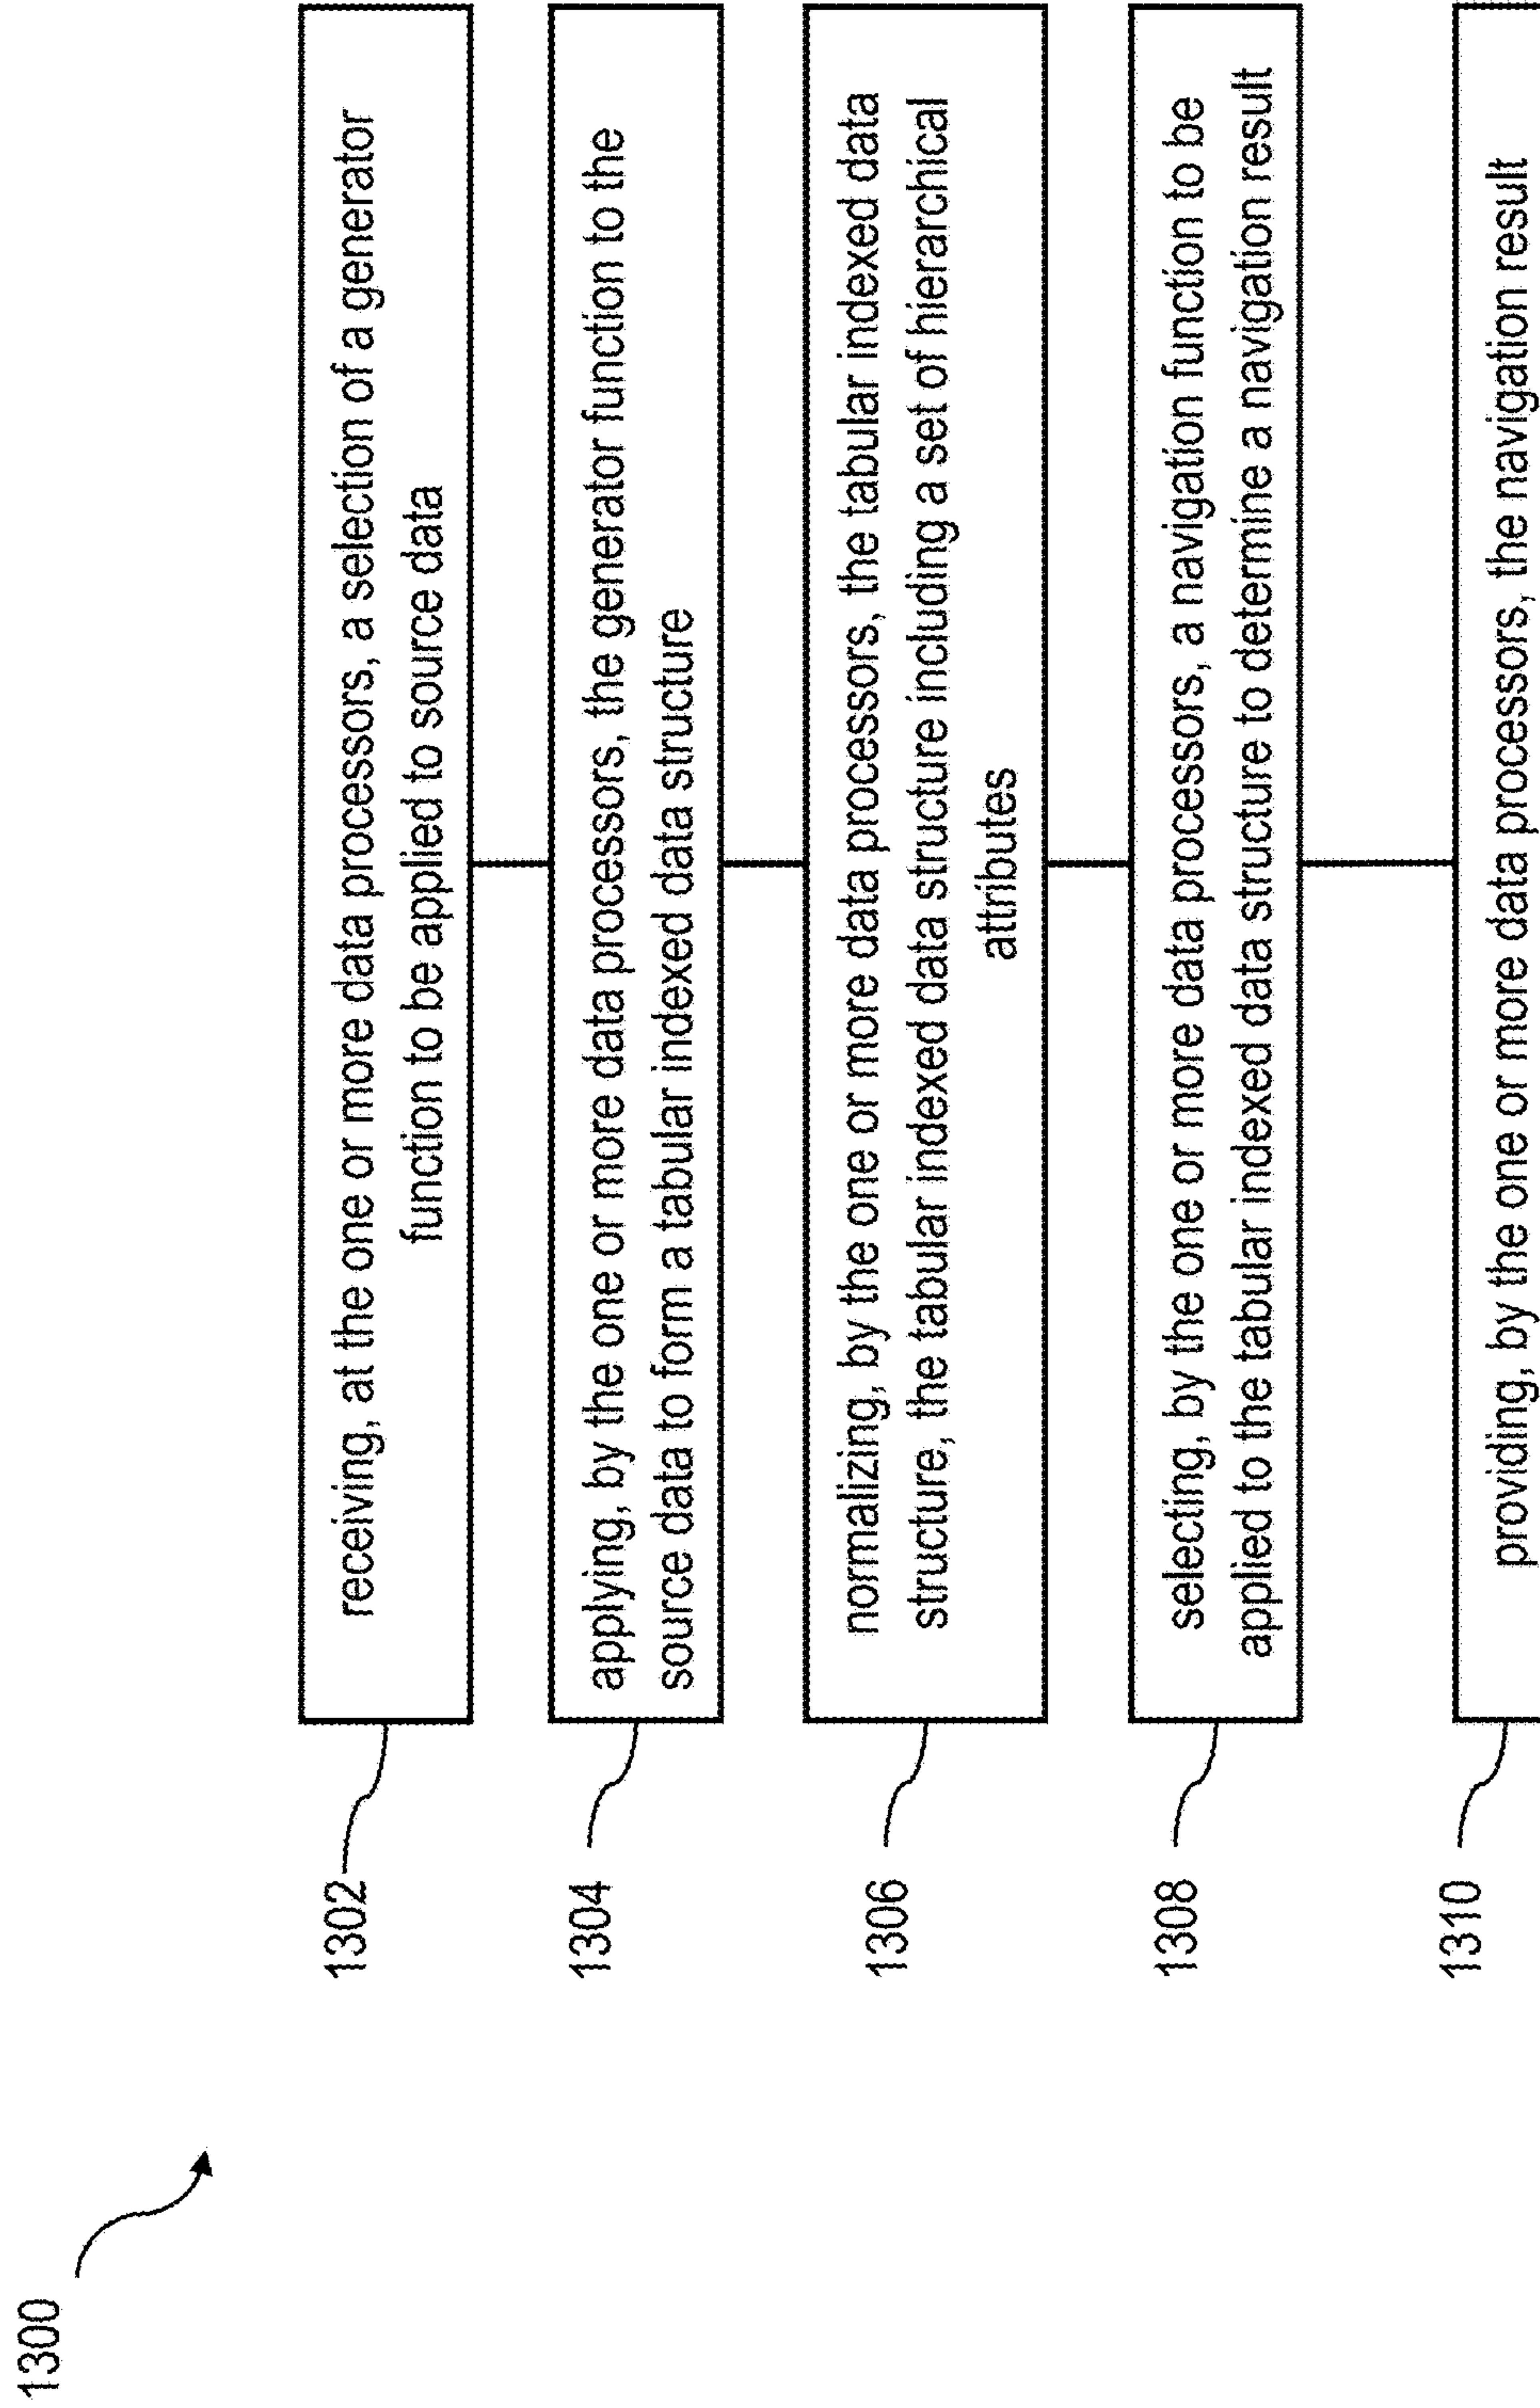 1300
1302
receiving, at the one or more data processors, a selection of a generator
function to be applied to source data
1304
applying, by the one or more data processors, the generator function to the
source data to form a tabular indexed data structure
1306
normalizing, by the one or more data processors, the tabular indexed data
structure, the tabular indexed data structure including a set of hierarchical
attributes
1308
selecting, by the one or more data processors, a navigation function to be
applied to the tabular indexed data structure to determine a navigation result
1310
providing, by the one or more data processors, the navigation result